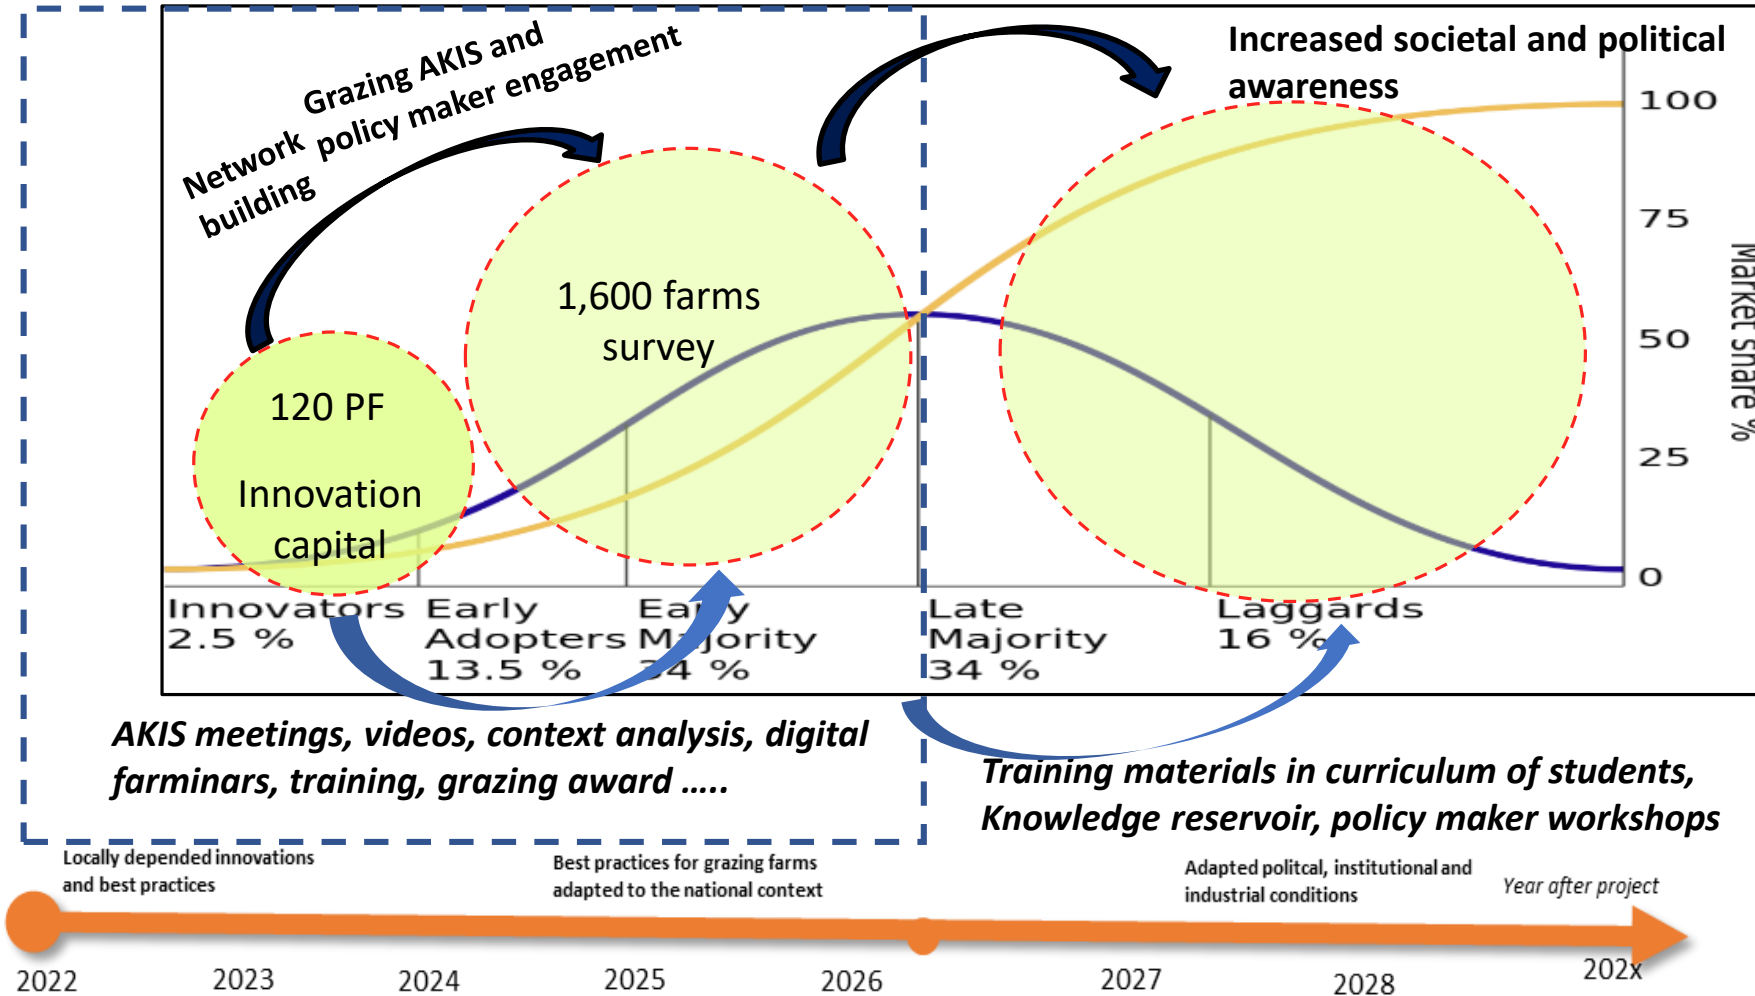 Grazing AKIS and
policy maker engagement
Network
building
Increased societal and political
awareness
100
75
50
25
0
Market share %
1,600 farms
survey
120 PF
Innovation
capital
Innovators
2.5 %
Early
Adopters
13.5 %
Early
Majority
34 %
Late
Majority
34 %
Laggards
16 %
AKIS meetings, videos, context analysis, digital
farminars, training, grazing award .....
Training materials in curriculum of students,
Knowledge reservoir, policy maker workshops
Locally depended innovations
and best practices
Best practices for grazing farms
adapted to the national context
Adapted politcal, institutional and
industrial conditions
Year after project
2022
2023
2024
2025
2026
2027
2028
202x